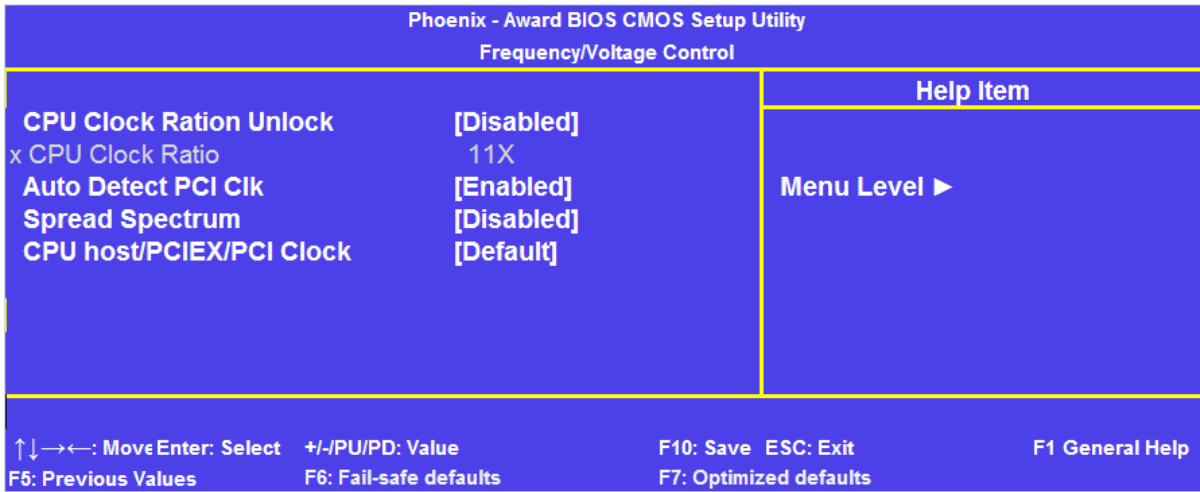 Phoenix - Award BIOS CMOS Setup Utility
Frequency/Voltage Control
Help Item
CPU Clock Ration Unlock [Disabled]
x CPU Clock Ratio 11X
Auto Detect PCI Clk [Enabled]
Menu Level ►
Spread Spectrum [Disabled]
CPU host/PCIEX/PCI Clock [Default]
↑↓→←: Move Enter: Select +/-/PU/PD: Value F10: Save ESC: Exit F1 General Help
F5: Previous Values F6: Fail-safe defaults F7: Optimized defaults